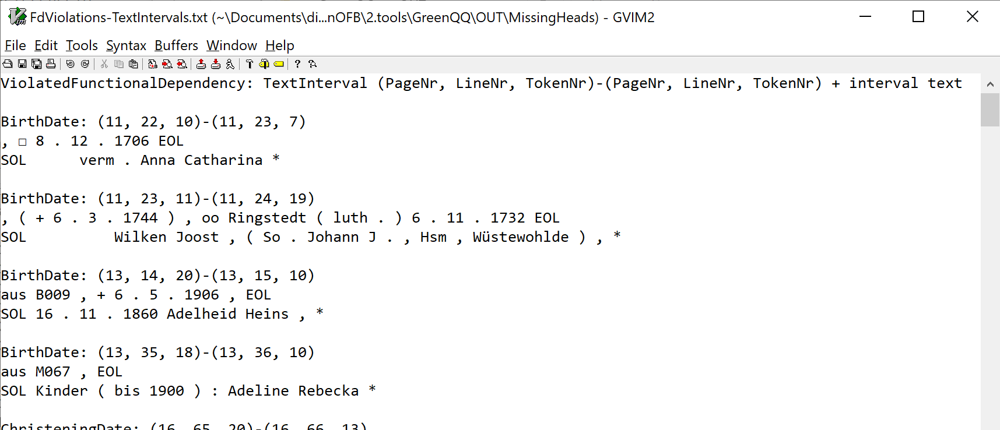 FdViolations-TextIntervals.txt (~\Documents\di...nOFB\2.tools\GreenQQ\OUT\MissingHeads) - GVIM2
File Edit Tools Syntax Buffers Window Help
ViolatedFunctionalDependency: TextInterval (PageNr, LineNr, TokenNr)-(PageNr, LineNr, TokenNr) + interval text
BirthDate: (11, 22, 10)-(11, 23, 7)
, □ 8 . 12 . 1706 EOL
SOL      verm . Anna Catharina *
BirthDate: (11, 23, 11)-(11, 24, 19)
, ( + 6 . 3 . 1744 ) , oo Ringstedt ( luth . ) 6 . 11 . 1732 EOL
SOL          Wilken Joost , ( So . Johann J . , Hsm , Wüstewohlde ) , *
BirthDate: (13, 14, 20)-(13, 15, 10)
aus B009 , + 6 . 5 . 1906 , EOL
SOL 16 . 11 . 1860 Adelheid Heins , *
BirthDate: (13, 35, 18)-(13, 36, 10)
aus M067 , EOL
SOL Kinder ( bis 1900 ) : Adeline Rebecka *
ChristeningDate: (16, 65, 20)-(16, 66, 13)